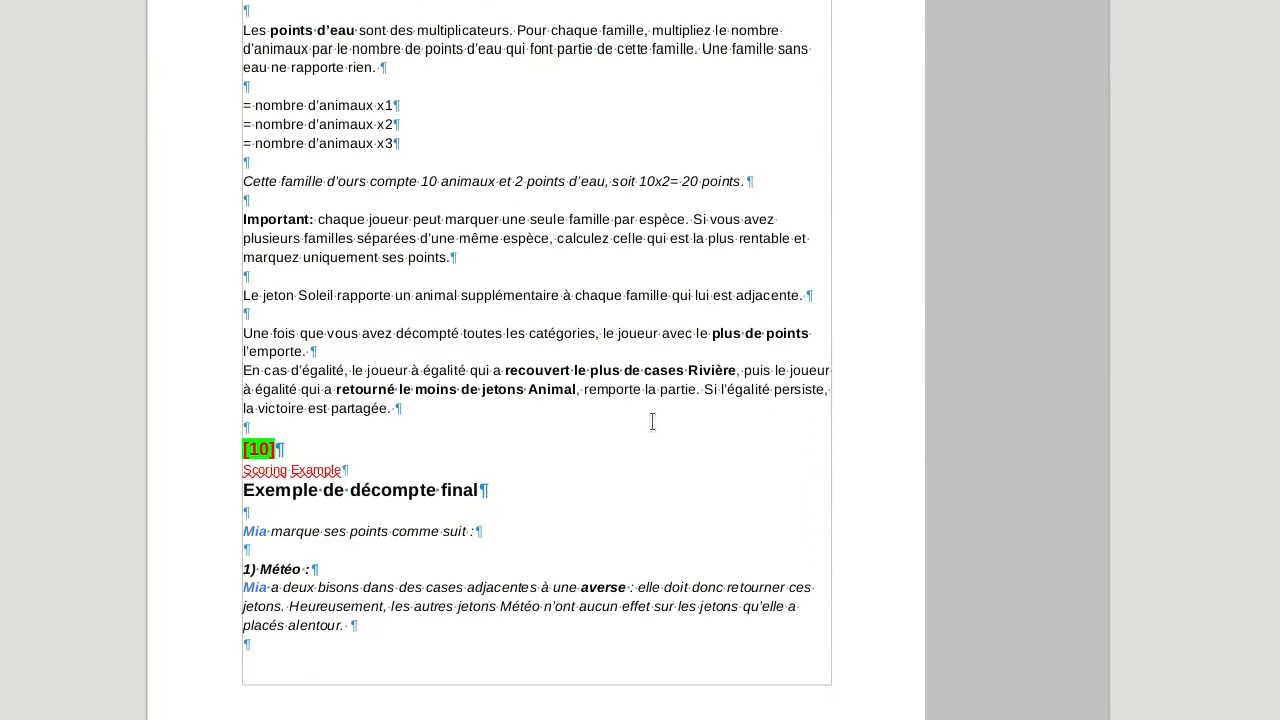 Les points d’eau sont des multiplicateurs. Pour chaque famille, multipliez le nombre
d’animaux par le nombre de points d’eau qui font partie de cette famille. Une famille sans
eau ne rapporte rien. ¶
¶
= nombre d’animaux x1¶
= nombre d’animaux x2¶
= nombre d’animaux x3¶
¶
Cette famille d’ours compte 10 animaux et 2 points d’eau, soit 10x2= 20 points. ¶
¶
Important: chaque joueur peut marquer une seule famille par espèce. Si vous avez
plusieurs familles séparées d’une même espèce, calculez celle qui est la plus rentable et
marquez uniquement ses points.¶
¶
Le jeton Soleil rapporte un animal supplémentaire à chaque famille qui lui est adjacente. ¶
¶
Une fois que vous avez décompté toutes les catégories, le joueur avec le plus de points
l’emporte. ¶
En cas d’égalité, le joueur à égalité qui a recouvert le plus de cases Rivière, puis le joueur
à égalité qui a retourné le moins de jetons Animal, remporte la partie. Si l’égalité persiste,
la victoire est partagée. ¶
¶
[10]¶
Scoring Example¶
Exemple de décompte final¶
¶
Mia marque ses points comme suit :¶
¶
1) Météo :¶
Mia a deux bisons dans des cases adjacentes à une averse : elle doit donc retourner ces
jetons. Heureusement, les autres jetons Météo n’ont aucun effet sur les jetons qu’elle a
placés alentour. ¶
¶